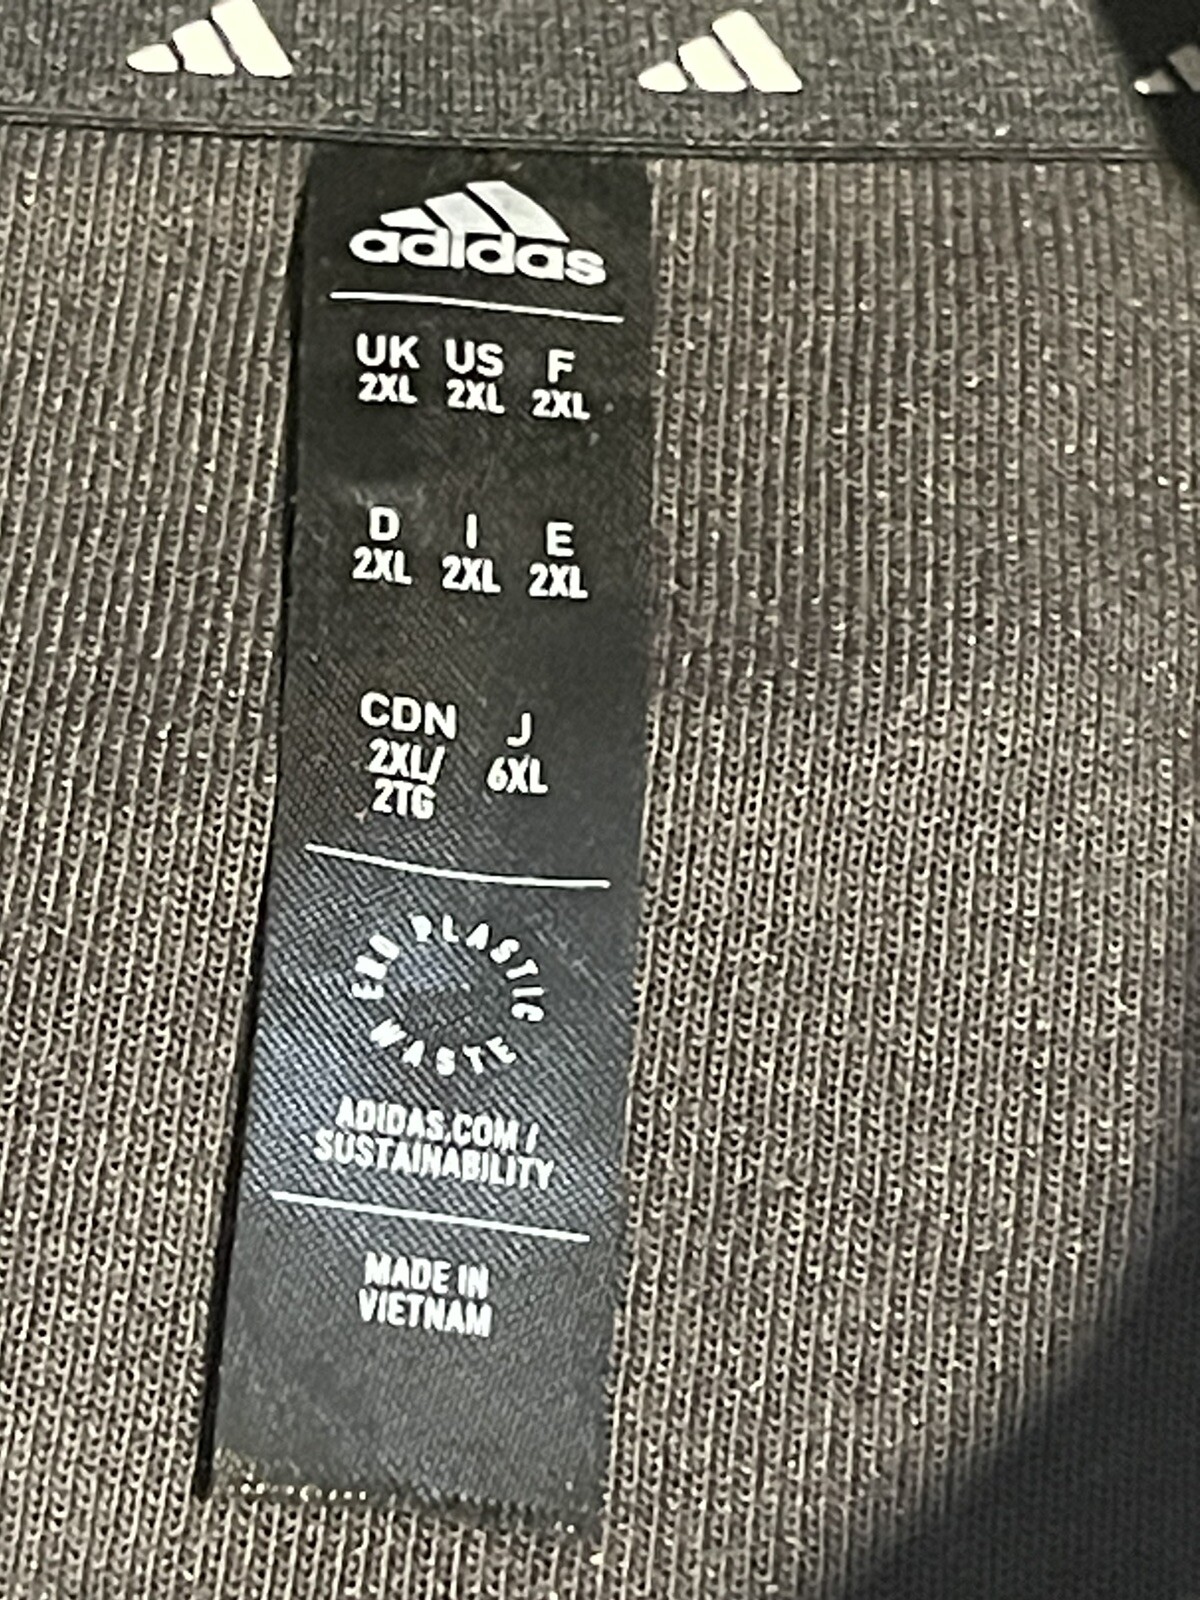 adidas
UK US F
2XL 2XL 2XL
D I E
2XL 2XL 2XL
CDN J
2XL/ 6XL
2TG
END PLASTIC WASTE
ADIDAS.COM/
SUSTAINABILITY
MADE IN
VIETNAM